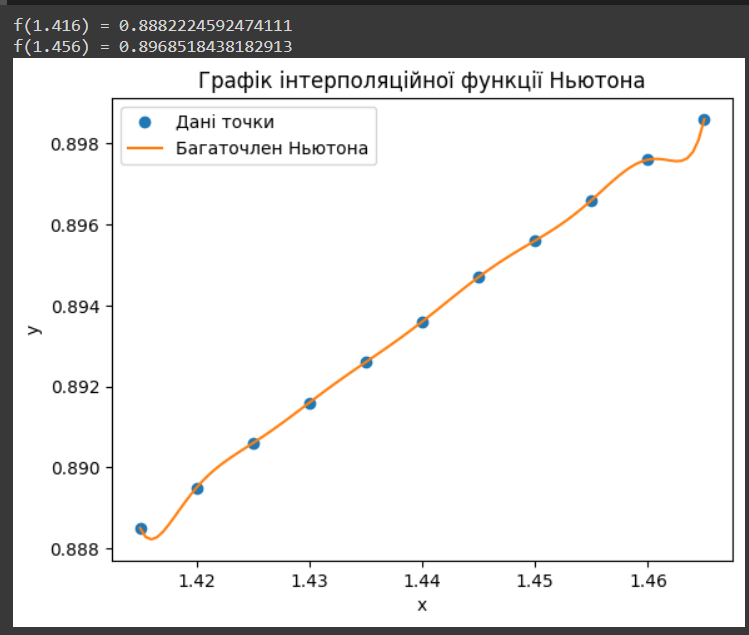 f(1.416) = 0.8882224592474111
f(1.456) = 0.8968518438182913
Графік інтерполяційної функції Ньютона
Дані точки
Багаточлен Ньютона
0.898
0.896
0.894
0.892
0.890
0.888
y
1.42 1.43 1.44 1.45 1.46
x